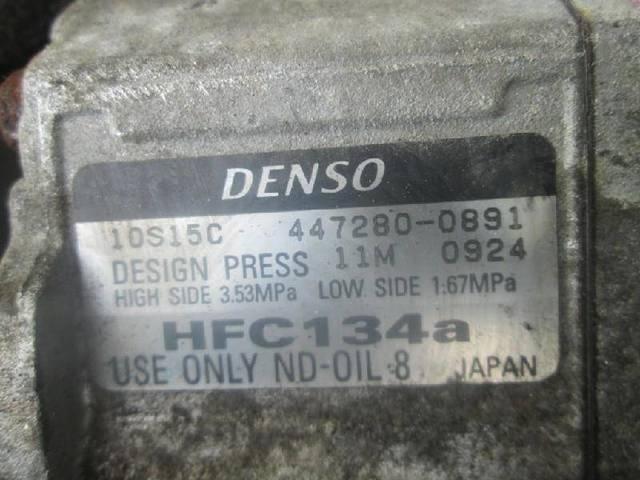 DENSO
10S15C 447280-0891
DESIGN PRESS 11M 0924
HIGH SIDE 3.53MPa LOW SIDE 1.67MPa
HFC134a
USE ONLY ND-OIL 8 JAPAN